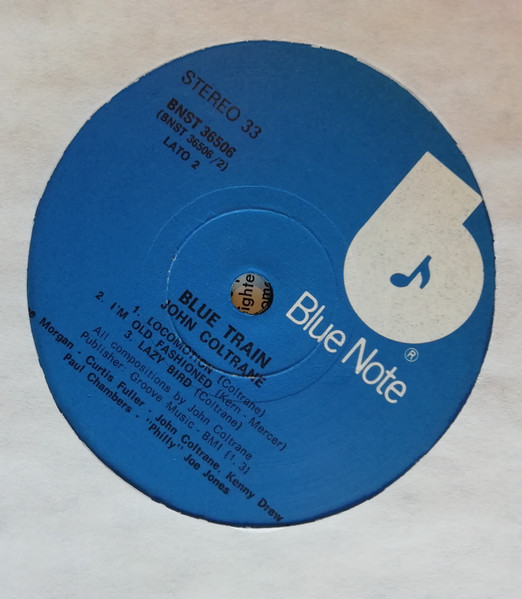 STEREO 33
BNST 36506
(BNST 36506/2)
LATO 2
Blue Note®
BLUE TRAIN
JOHN COLTRANE
1. LOCOMOTION (Coltrane)
2. I'M OLD FASHIONED (Kern - Mercer)
3. LAZY BIRD (Coltrane)
All compositions by John Coltrane
Publisher: Groove Music - BMI (1, 3)
Morgan - Curtis Fuller - John Coltrane, Kenny Drew
Paul Chambers - "Philly" Joe Jones